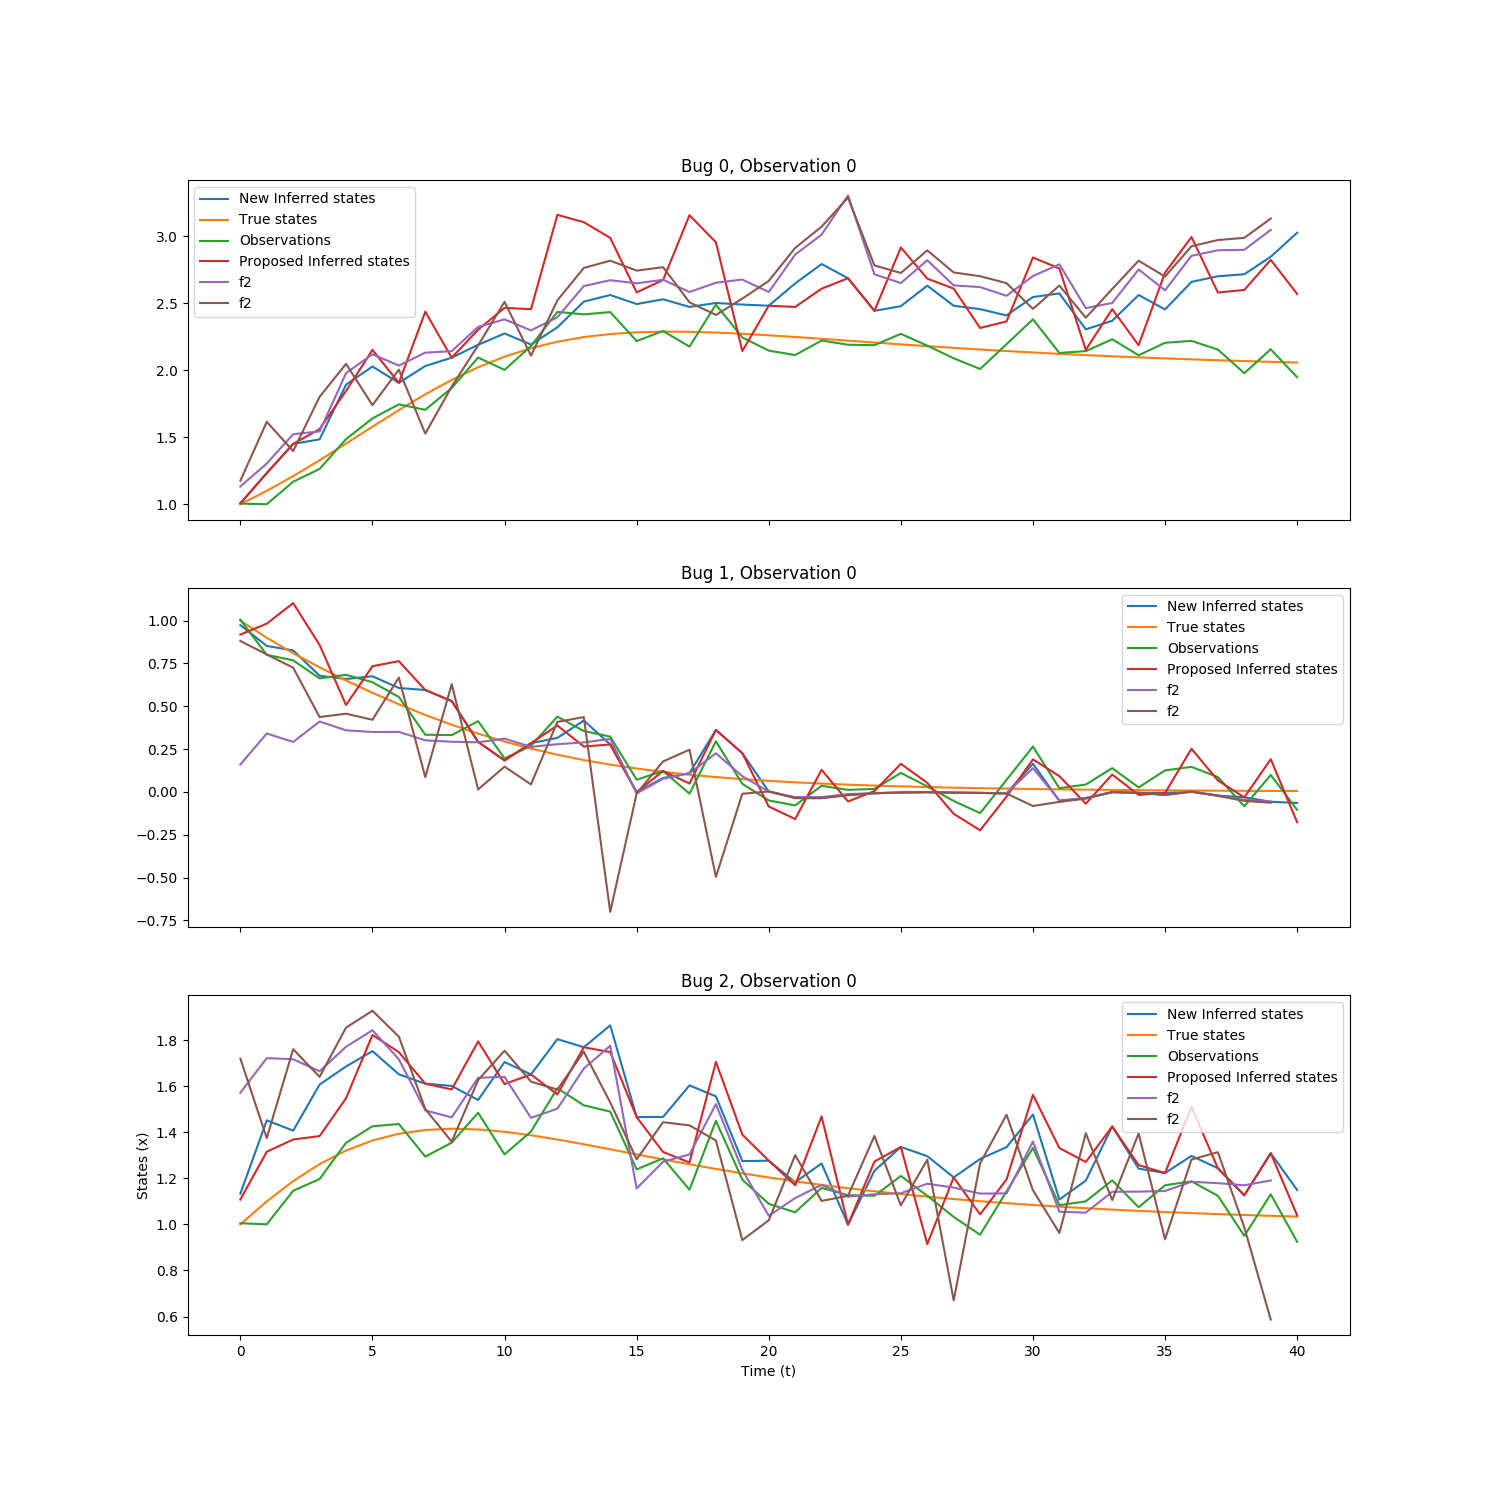 Bug 0, Observation 0
New Inferred states
True states
Observations
Proposed Inferred states
f2
f2
3.0
2.5
2.0
1.5
1.0
Bug 1, Observation 0
New Inferred states
True states
Observations
Proposed Inferred states
f2
f2
1.00
0.75
0.50
0.25
0.00
−0.25
−0.50
−0.75
Bug 2, Observation 0
New Inferred states
True states
Observations
Proposed Inferred states
f2
f2
1.8
1.6
1.4
1.2
1.0
0.8
0.6
States (x)
0 5 10 15 20 25 30 35 40
Time (t)